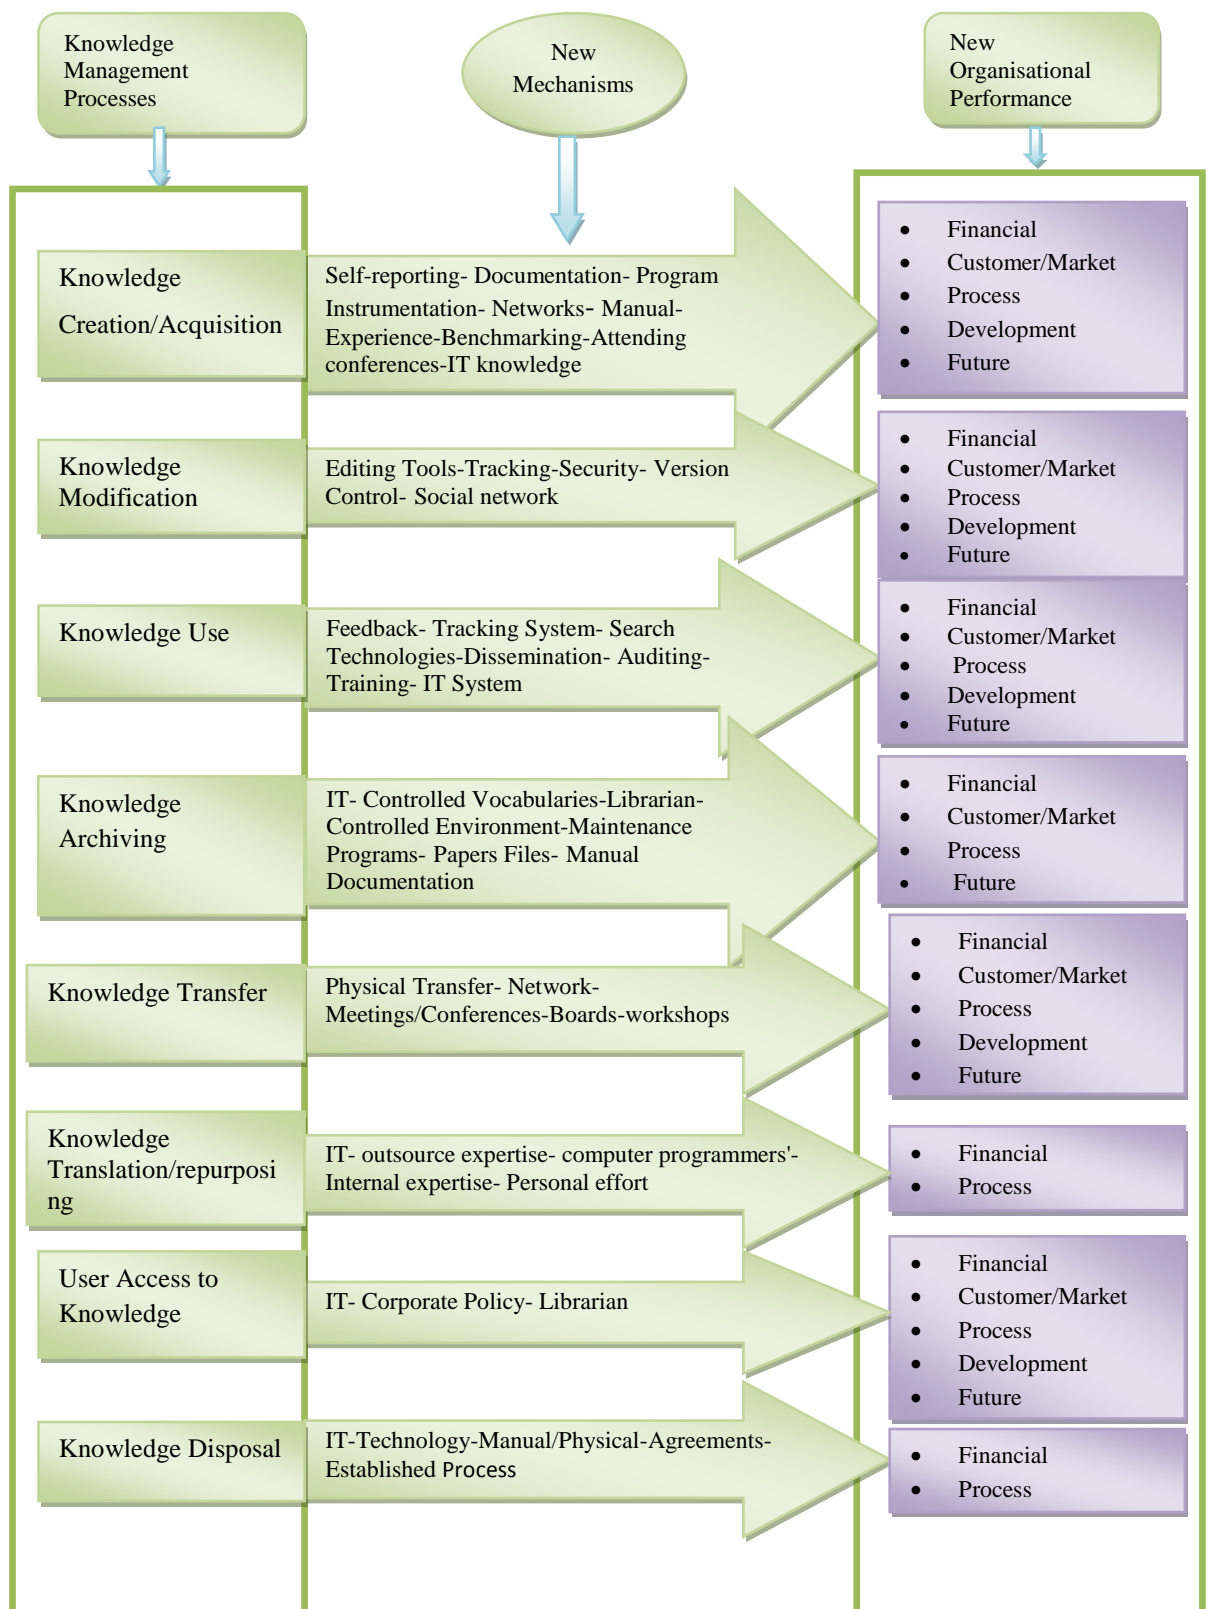 Knowledge
Management
Processes
New
Mechanisms
New
Organisational
Performance
Knowledge
Creation/Acquisition
Self-reporting- Documentation- Program
Instrumentation- Networks- Manual-
Experience-Benchmarking-Attending
conferences-IT knowledge
• Financial
• Customer/Market
• Process
• Development
• Future
Knowledge
Modification
Editing Tools-Tracking-Security- Version
Control- Social network
• Financial
• Customer/Market
• Process
• Development
• Future
Knowledge Use
Feedback- Tracking System- Search
Technologies-Dissemination- Auditing-
Training- IT System
• Financial
• Customer/Market
• Process
• Development
• Future
Knowledge
Archiving
IT- Controlled Vocabularies-Librarian-
Controlled Environment-Maintenance
Programs- Papers Files- Manual
Documentation
• Financial
• Customer/Market
• Process
• Future
Knowledge Transfer
Physical Transfer- Network-
Meetings/Conferences-Boards-workshops
• Financial
• Customer/Market
• Process
• Development
• Future
Knowledge
Translation/repurposi
ng
IT- outsource expertise- computer programmers'-
Internal expertise- Personal effort
• Financial
• Process
User Access to
Knowledge
IT- Corporate Policy- Librarian
• Financial
• Customer/Market
• Process
• Development
• Future
Knowledge Disposal
IT-Technology-Manual/Physical-Agreements-
Established Process
• Financial
• Process